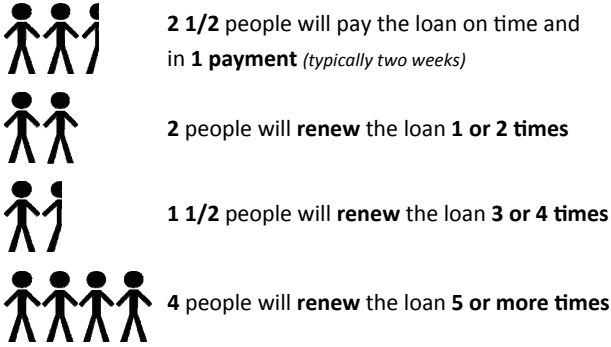 2 1/2 people will pay the loan on time and
in 1 payment (typically two weeks)
2 people will renew the loan 1 or 2 times
1 1/2 people will renew the loan 3 or 4 times
4 people will renew the loan 5 or more times